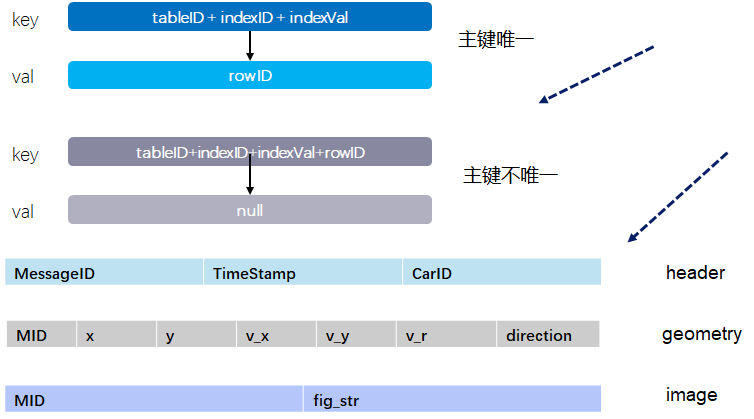 key tableID + indexID + indexVal
主键唯一
val rowID
key tableID+indexID+indexVal+rowID
主键不唯一
val null
MessageID TimeStamp CarID header
MID x y v_x v_y v_r direction geometry
MID fig_str image